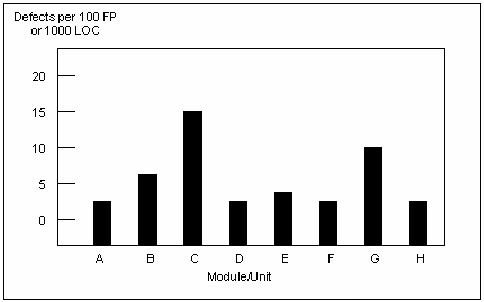 Defects per 100 FP
or 1000 LOC
20
15
10
5
0
A B C D E F G H
Module/Unit